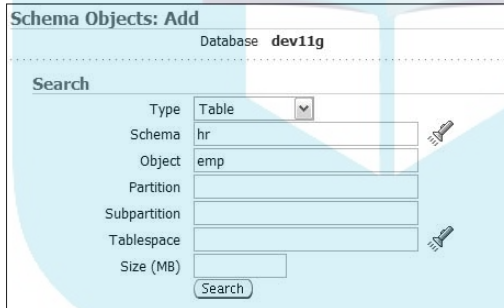 Schema Objects: Add
Database dev11g
Search
Type Table
Schema hr
Object emp
Partition
Subpartition
Tablespace
Size (MB)
Search